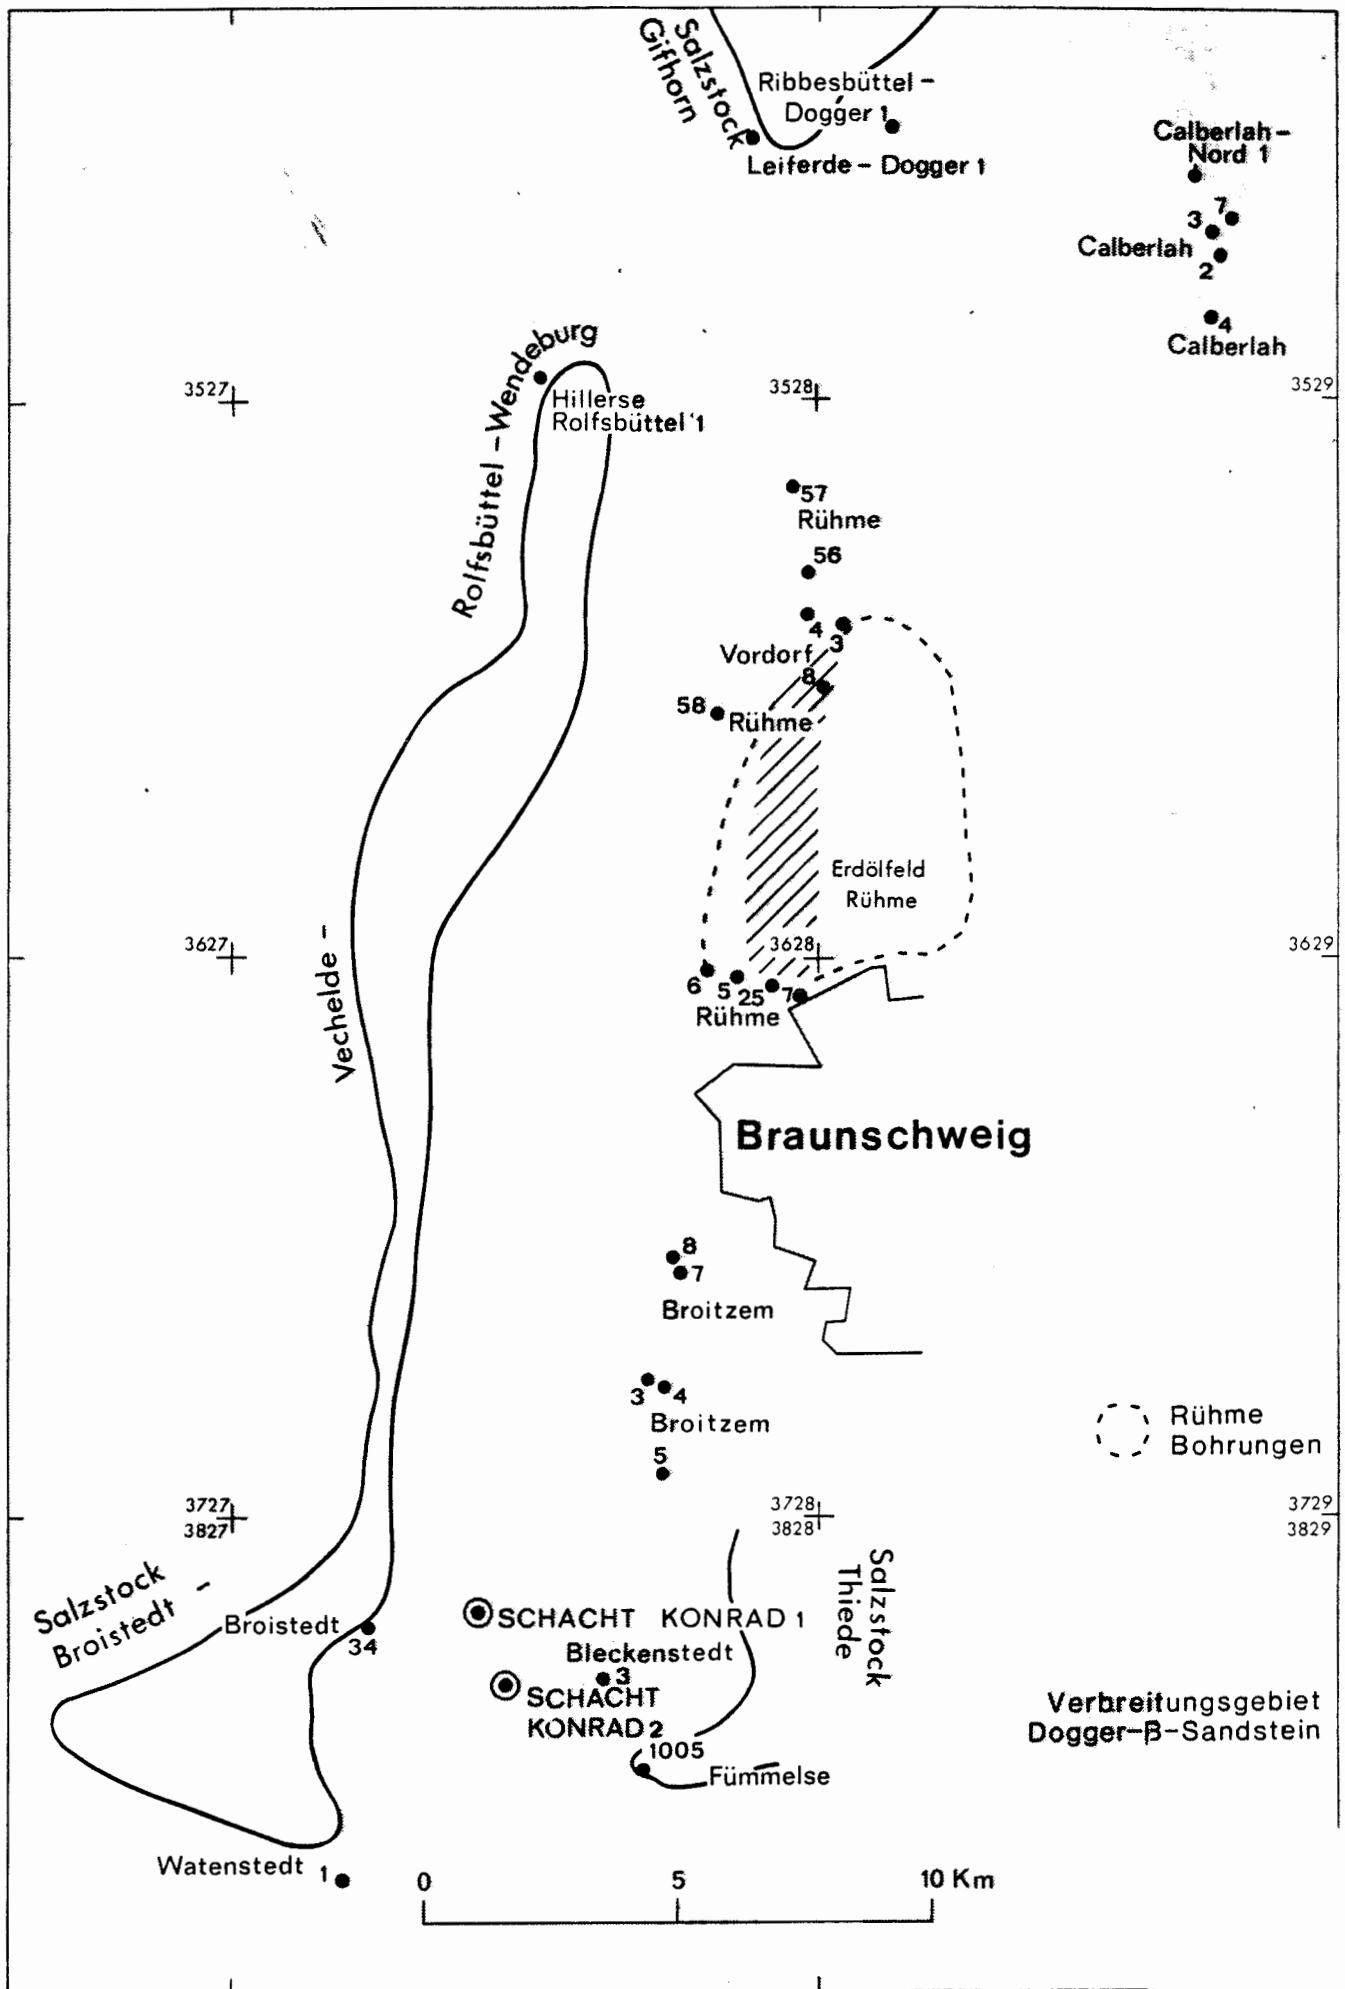 Salzstock
Gifhorn
Ribbesbüttel –
Dogger 1
Leiferde – Dogger 1
Calberlah –
Nord 1
7
3
Calberlah
2
4
Calberlah
3527
3528
3529
Hillerse
Rolfsbüttel 1
Rolfsbüttel – Wendeburg
57
Rühme
56
4
3
Vordorf
8
58
Rühme
Erdölfeld
Rühme
3627
3628
3629
Vechelde –
6
5
25
7
Rühme
Braunschweig
8
7
Broitzem
3
4
Broitzem
5
Rühme
Bohrungen
3727
3827
3728
3828
3729
3829
Salzstock
Broistedt –
Broistedt
34
SCHACHT KONRAD 1
Bleckenstedt
3
SCHACHT
KONRAD 2
Salzstock
Thiede
1005
Fümmelse
Verbreitungsgebiet
Dogger–β–Sandstein
Watenstedt 1
0
5
10 Km